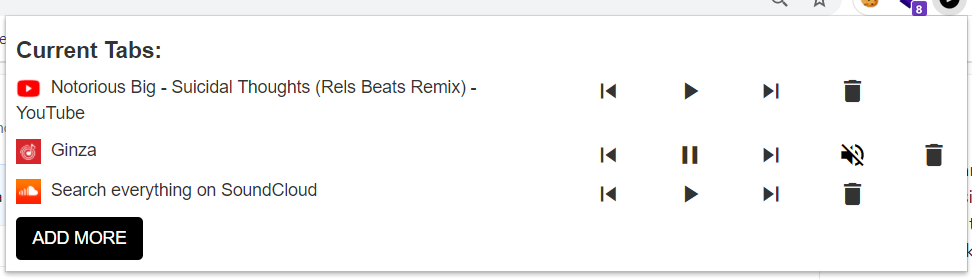 8
Current Tabs:
Notorious Big - Suicidal Thoughts (Rels Beats Remix) -
YouTube
Ginza
Search everything on SoundCloud
ADD MORE